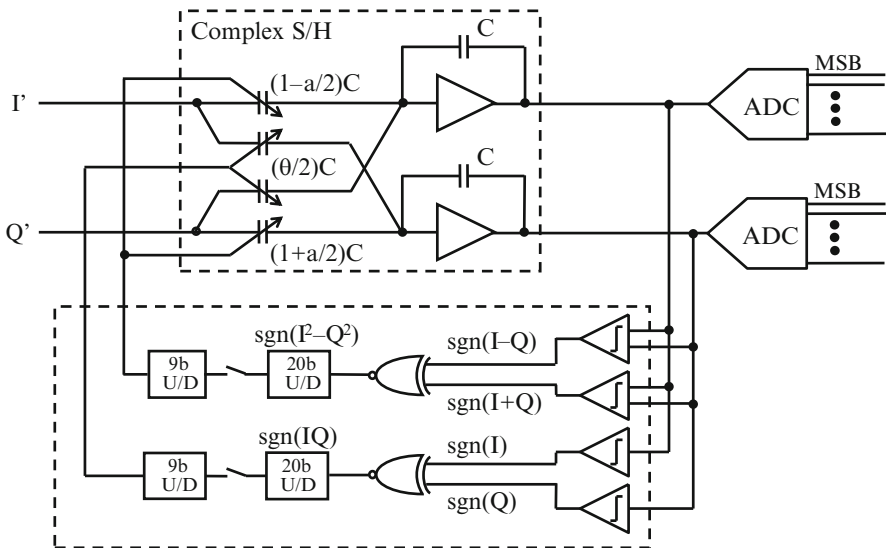 Complex S/H
C
MSB
(1–a/2)C
I'
ADC
(θ/2)C
C
MSB
Q'
ADC
(1+a/2)C
sgn(I²–Q²)
sgn(I–Q)
9b
U/D
20b
U/D
sgn(I+Q)
sgn(IQ)
sgn(I)
9b
U/D
20b
U/D
sgn(Q)